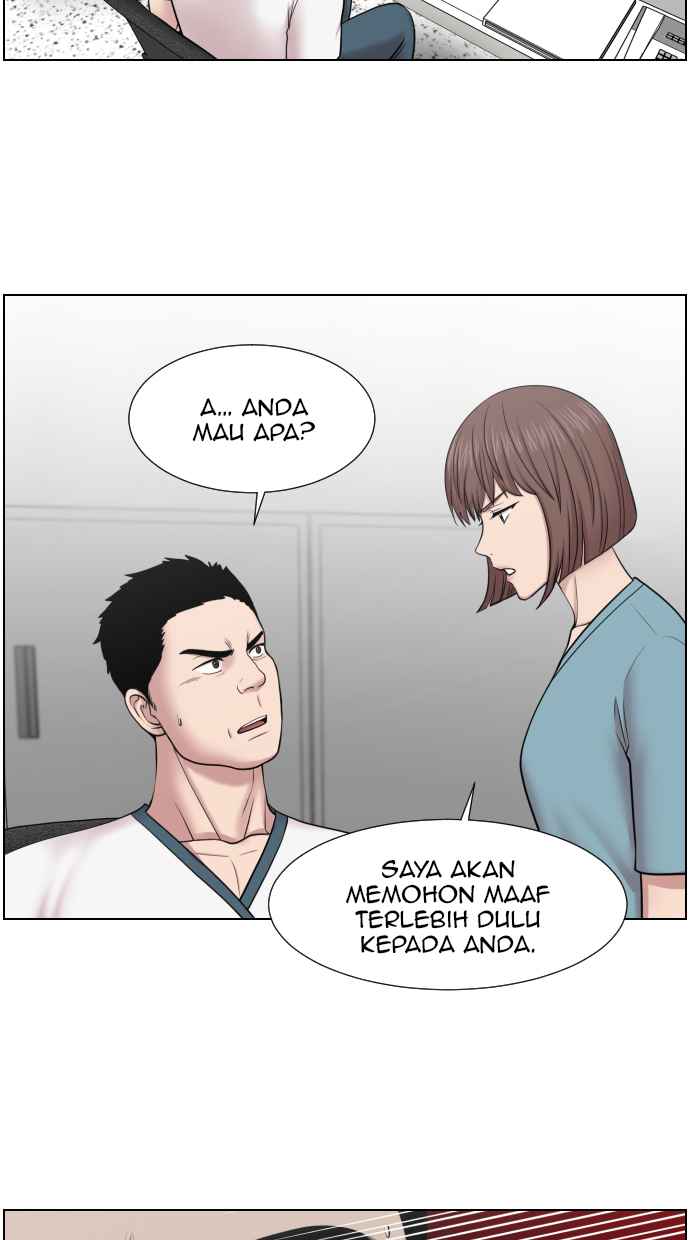 A... ANDA
MAU APA?
SAYA AKAN
MEMOHON MAAF
TERLEBIH DULU
KEPADA ANDA.